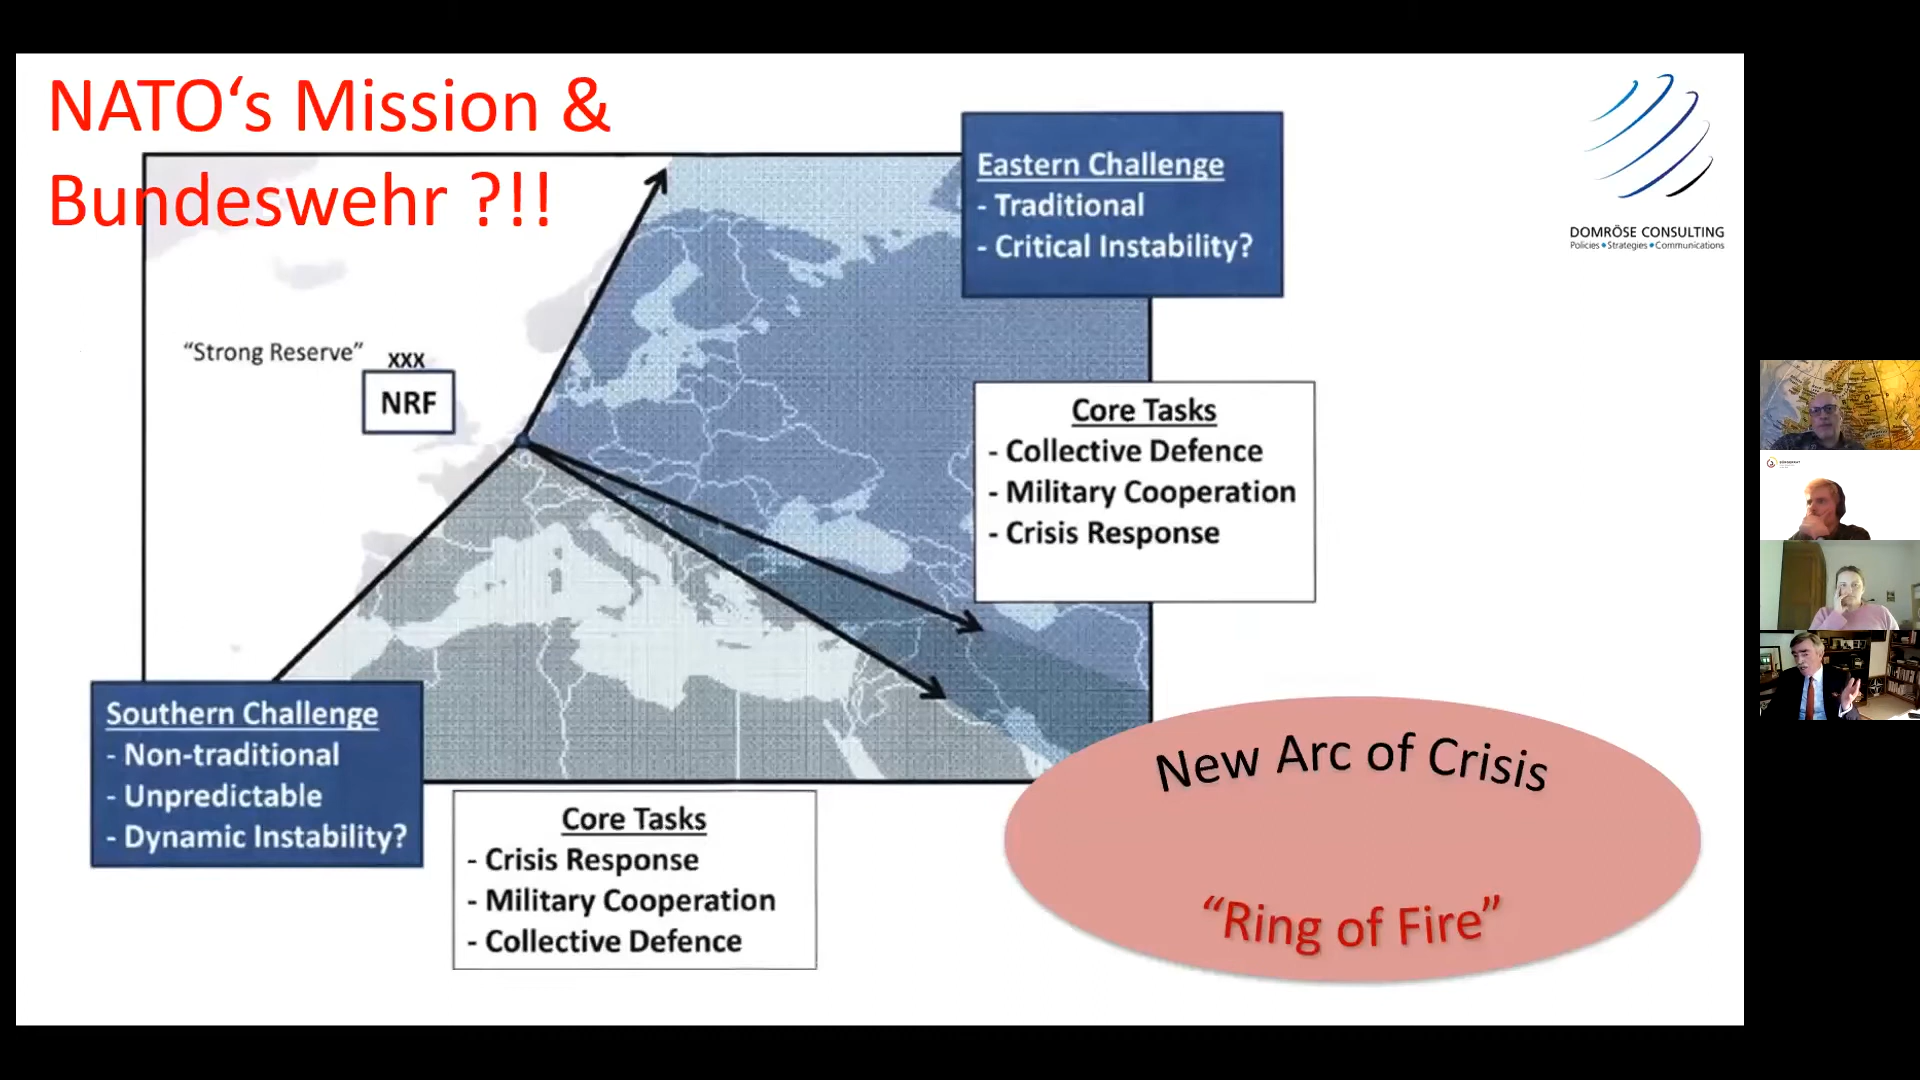 NATO‘s Mission &
Bundeswehr ?!!
DOMRÖSE CONSULTING
Policies • Strategies • Communications
Eastern Challenge
- Traditional
- Critical Instability?
“Strong Reserve”
XXX
NRF
Core Tasks
- Collective Defence
- Military Cooperation
- Crisis Response
Southern Challenge
- Non-traditional
- Unpredictable
- Dynamic Instability?
Core Tasks
- Crisis Response
- Military Cooperation
- Collective Defence
New Arc of Crisis
“Ring of Fire”